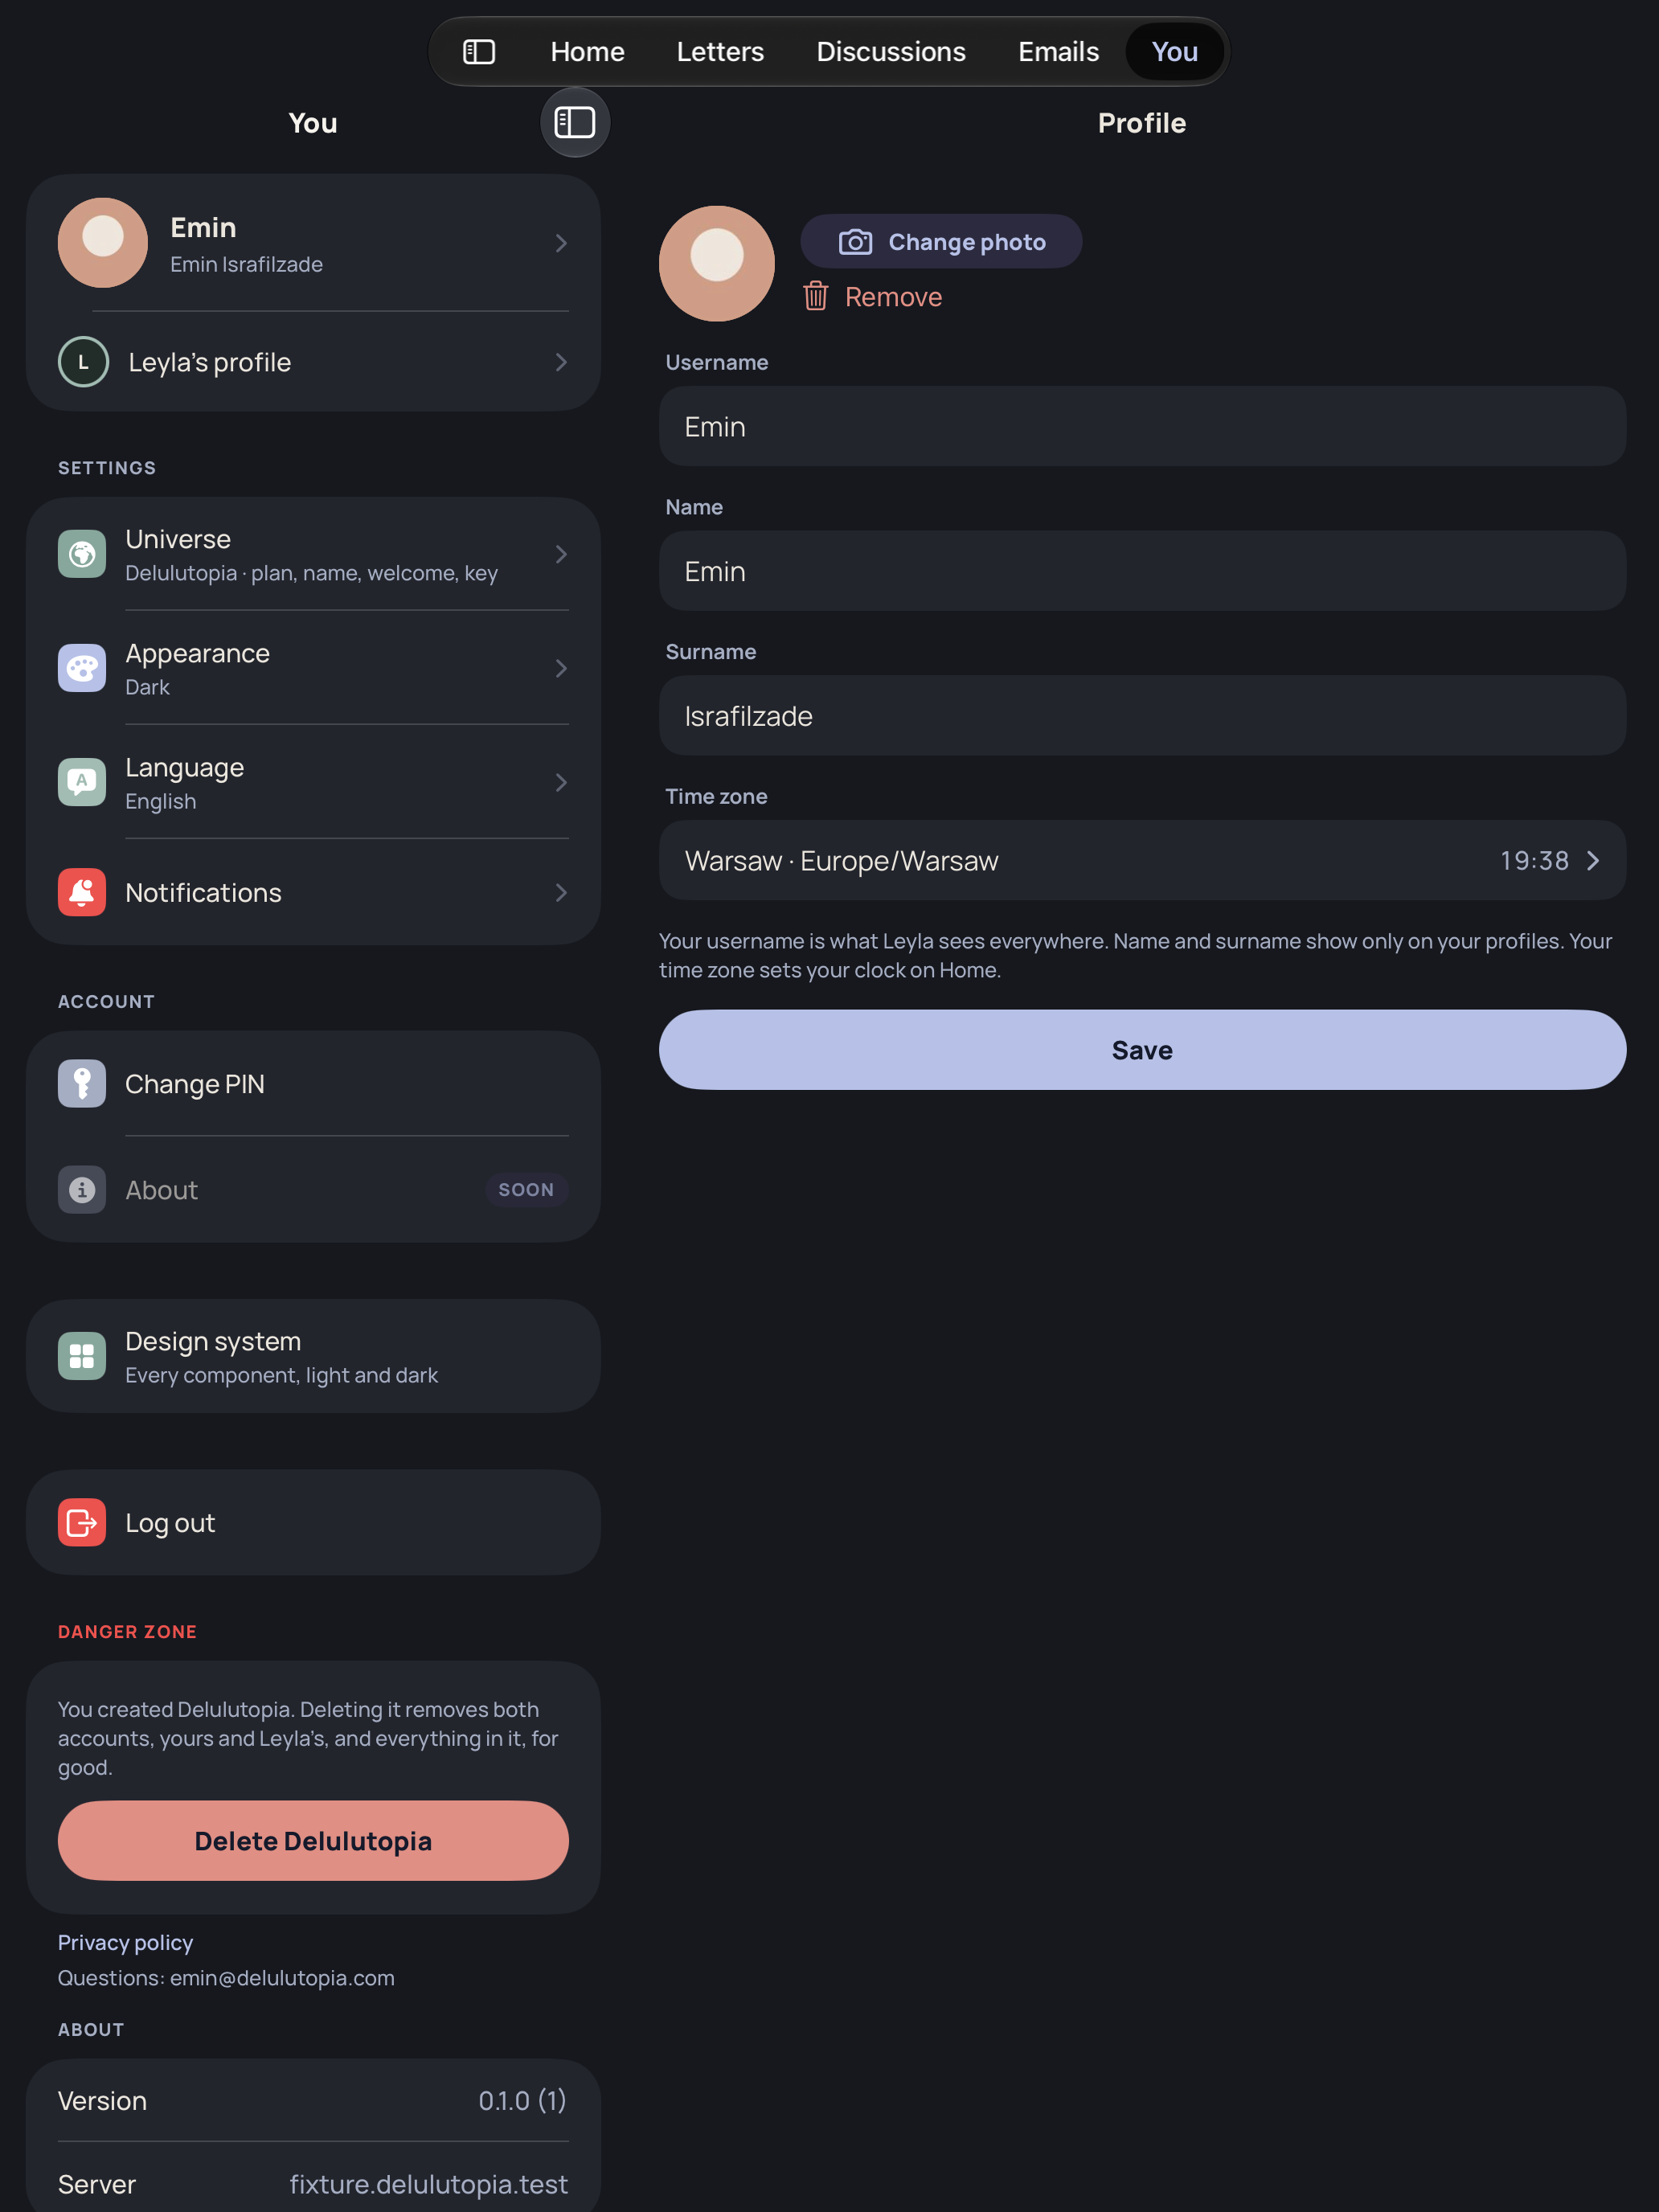 Home
Letters
Discussions
Emails
You
You
Emin
Emin Israfilzade
L
Leyla's profile
SETTINGS
Universe
Delulutopia · plan, name, welcome, key
Appearance
Dark
A
Language
English
Notifications
ACCOUNT
Change PIN
About
SOON
Design system
Every component, light and dark
Log out
DANGER ZONE
You created Delulutopia. Deleting it removes both
accounts, yours and Leyla's, and everything in it, for
good.
Delete Delulutopia
Privacy policy
Questions: emin@delulutopia.com
ABOUT
Version
0.1.0 (1)
Server
fixture.delulutopia.test
Profile
Change photo
Remove
Username
Emin
Name
Emin
Surname
Israfilzade
Time zone
Warsaw · Europe/Warsaw
19:38
Your username is what Leyla sees everywhere. Name and surname show only on your profiles. Your
time zone sets your clock on Home.
Save